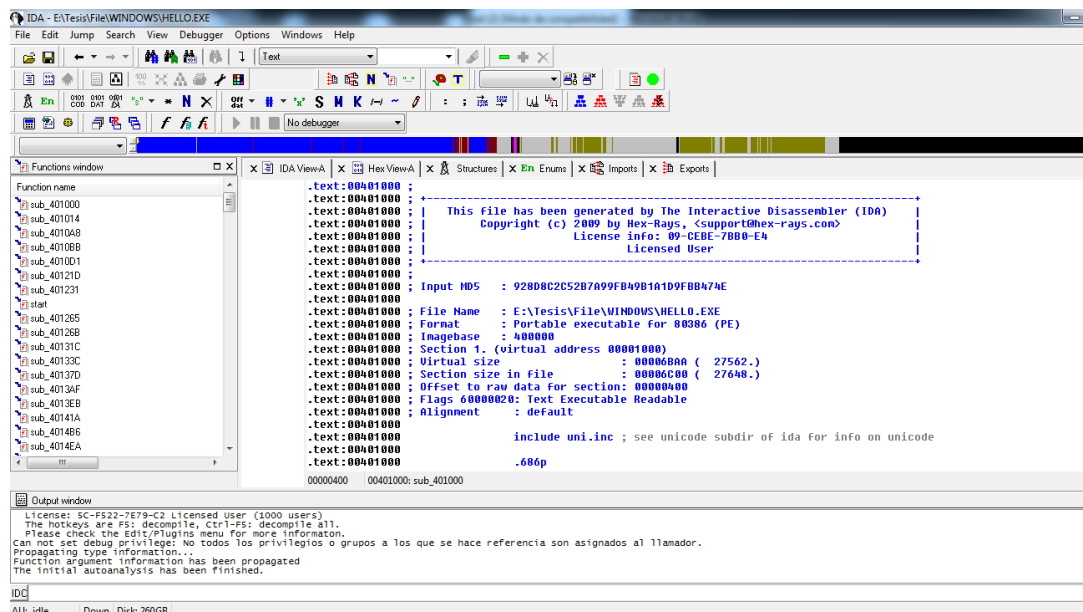 IDA - E:\Tesis\File\WINDOWS\HELLO.EXE
File Edit Jump Search View Debugger Options Windows Help
Text
En
No debugger
Functions window
IDA View-A Hex View-A Structures En Enums Imports Exports
Function name
sub_401000
sub_401014
sub_4010A8
sub_4010BB
sub_4010D1
sub_40121D
sub_401231
start
sub_401265
sub_40126B
sub_40131C
sub_40133C
sub_40137D
sub_4013AF
sub_4013EB
sub_40141A
sub_4014B6
sub_4014EA
.text:00401000 ;
.text:00401000 ; +-------------------------------------------------------------------------+
.text:00401000 ; | This file has been generated by The Interactive Disassembler (IDA) |
.text:00401000 ; | Copyright (c) 2009 by Hex-Rays, <support@hex-rays.com> |
.text:00401000 ; | License info: 09-CEBE-7BB0-E4 |
.text:00401000 ; | Licensed User |
.text:00401000 ; +-------------------------------------------------------------------------+
.text:00401000 ;
.text:00401000 ; Input MD5 : 928D8C2C52B7A99FB49B1A1D9FBB474E
.text:00401000
.text:00401000 ; File Name : E:\Tesis\File\WINDOWS\HELLO.EXE
.text:00401000 ; Format : Portable executable for 80386 (PE)
.text:00401000 ; Imagebase : 400000
.text:00401000 ; Section 1. (virtual address 00001000)
.text:00401000 ; Virtual size : 00006BAA ( 27562.)
.text:00401000 ; Section size in file : 00006C00 ( 27648.)
.text:00401000 ; Offset to raw data for section: 00000400
.text:00401000 ; Flags 60000020: Text Executable Readable
.text:00401000 ; Alignment : default
.text:00401000
.text:00401000 include uni.inc ; see unicode subdir of ida for info on unicode
.text:00401000
.text:00401000 .686p
00000400 00401000: sub_401000
Output window
License: 5C-F522-7E79-C2 Licensed User (1000 users)
The hotkeys are F5: decompile, Ctrl-F5: decompile all.
Please check the Edit/Plugins menu for more informaton.
Can not set debug privilege: No todos los privilegios o grupos a los que se hace referencia son asignados al llamador.
Propagating type information...
Function argument information has been propagated
The initial autoanalysis has been finished.
IDC
AU: idle Down Disk: 260GB